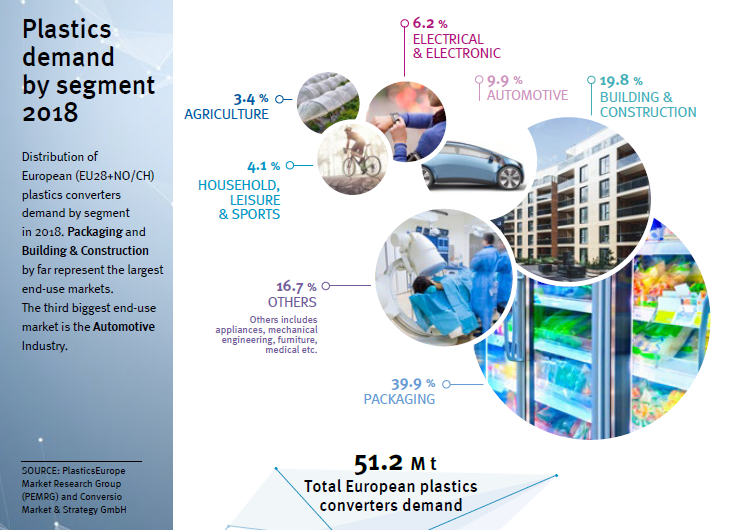 Plastics
demand
by segment
2018
Distribution of
European (EU28+NO/CH)
plastics converters
demand by segment
in 2018. Packaging and
Building & Construction
by far represent the largest
end-use markets.
The third biggest end-use
market is the Automotive
Industry.
SOURCE: PlasticsEurope
Market Research Group
(PEMRG) and Conversio
Market & Strategy GmbH
6.2 %
ELECTRICAL
& ELECTRONIC
9.9 %
AUTOMOTIVE
19.8 %
BUILDING &
CONSTRUCTION
3.4 %
AGRICULTURE
4.1 %
HOUSEHOLD,
LEISURE
& SPORTS
16.7 %
OTHERS
Others includes
appliances, mechanical
engineering, furniture,
medical etc.
39.9 %
PACKAGING
51.2 M t
Total European plastics
converters demand